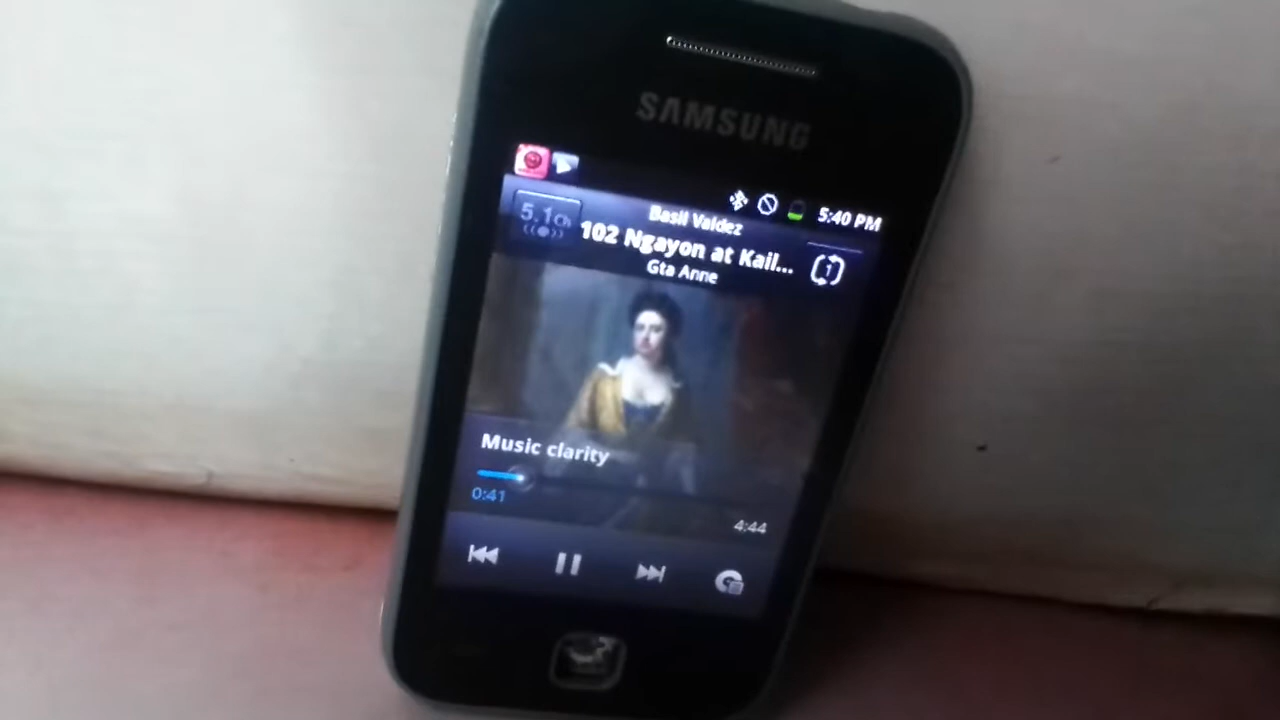 SAMSUNG
5:40 PM
5.1Ch
Basil Valdez
102 Ngayon at Kail...
Gta Anne
1
Music clarity
0:41
4:44